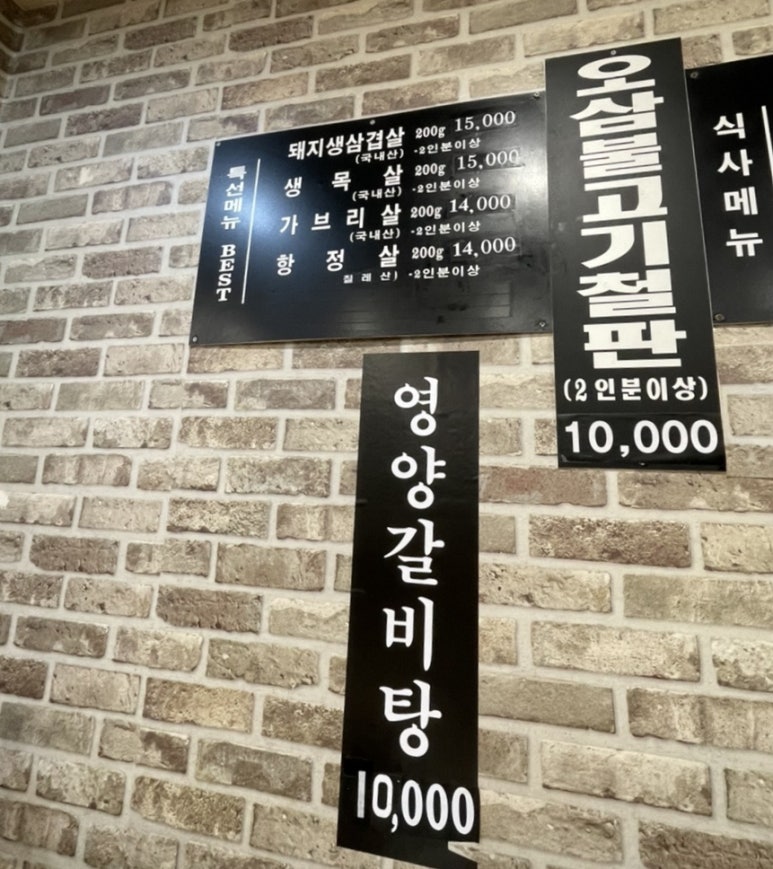 특선메뉴 BEST
돼지생삼겹살 200g 15,000
(국내산) -2인분이상
생목살 200g 15,000
(국내산) -2인분이상
가브리살 200g 14,000
(국내산) -2인분이상
항정살 200g 14,000
칠레산) -2인분이상
오삼불고기철판
(2인분이상)
10,000
식사메뉴
영양갈비탕
10,000